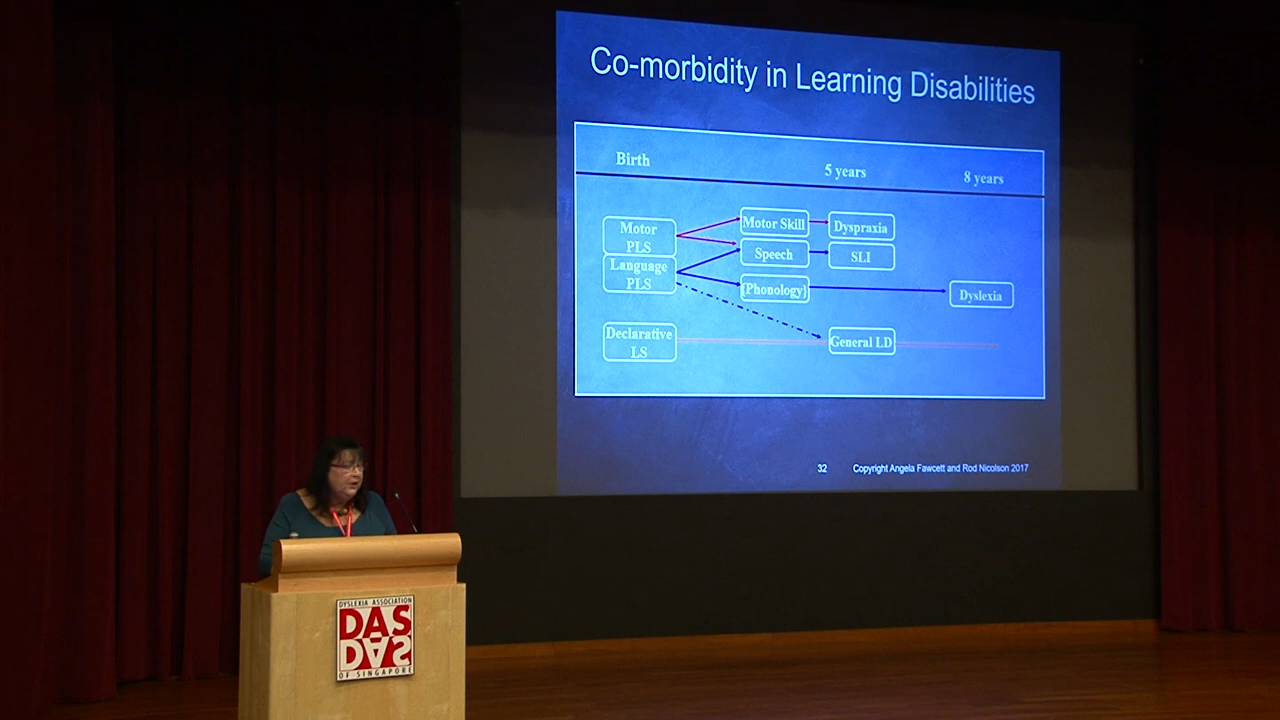 Co-morbidity in Learning Disabilities
Birth
5 years
8 years
Motor
PLS
Motor Skill
Dyspraxia
Language
PLS
Speech
SLI
[Phonology]
Dyslexia
Declarative
LS
General LD
32
Copyright Angela Fawcett and Rod Nicolson 2017
DYSLEXIA ASSOCIATION
DAS
DAS
OF SINGAPORE